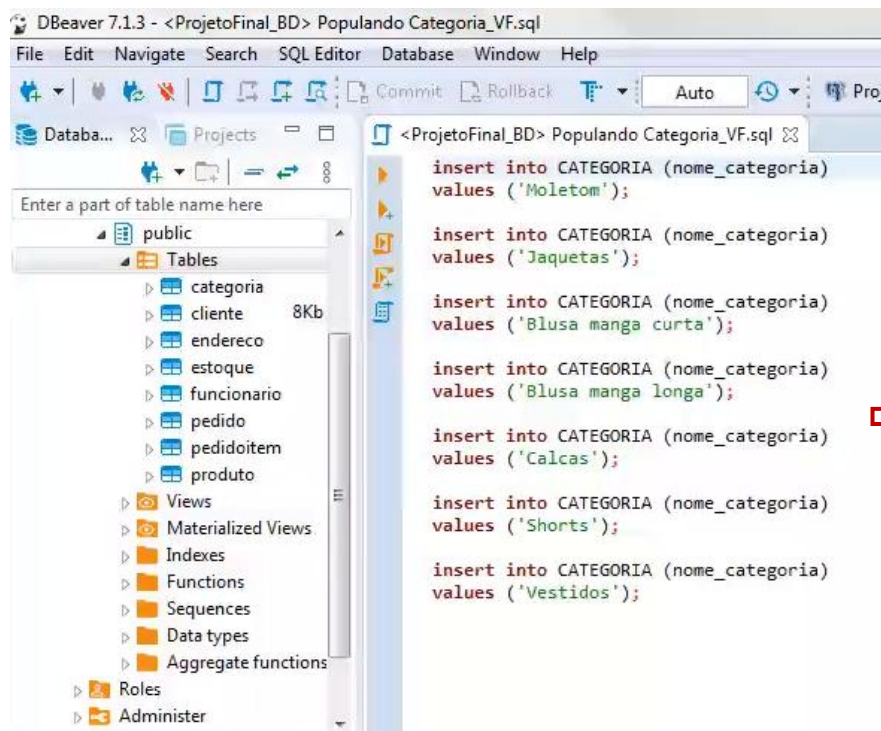 DBeaver 7.1.3 - <ProjetoFinal_BD> Populando Categoria_VF.sql
File Edit Navigate Search SQL Editor Database Window Help
Commit Rollback Auto
Databa... Projects
<ProjetoFinal_BD> Populando Categoria_VF.sql
Enter a part of table name here
public
Tables
categoria
cliente 8Kb
endereco
estoque
funcionario
pedido
pedidoitem
produto
Views
Materialized Views
Indexes
Functions
Sequences
Data types
Aggregate functions
Roles
Administer
insert into CATEGORIA (nome_categoria)
values ('Moletom');
insert into CATEGORIA (nome_categoria)
values ('Jaquetas');
insert into CATEGORIA (nome_categoria)
values ('Blusa manga curta');
insert into CATEGORIA (nome_categoria)
values ('Blusa manga longa');
insert into CATEGORIA (nome_categoria)
values ('Calcas');
insert into CATEGORIA (nome_categoria)
values ('Shorts');
insert into CATEGORIA (nome_categoria)
values ('Vestidos');